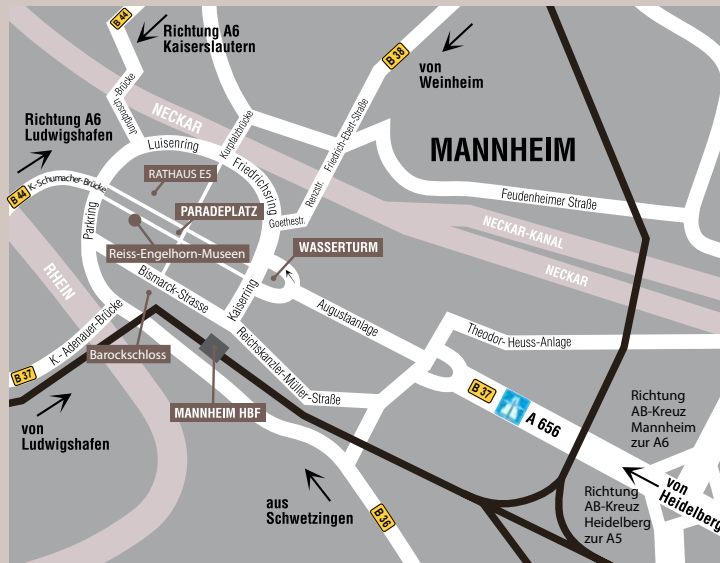 B 44
Richtung A6
Kaiserslautern
B 38
von
Weinheim
Jungbusch
-Brücke
NECKAR
Richtung A6
Ludwigshafen
Luisenring
Kurpfalzbrücke
Friedrich-Ebert-Straße
MANNHEIM
RATHAUS E5
Friedrichsring
Renzstr.
B 44
K-Schumacher-Brücke
Feudenheimer Straße
Parkring
PARADEPLATZ
Goethestr.
NECKAR-KANAL
Reiss-Engelhorn-Museen
WASSERTURM
NECKAR
RHEIN
Bismarck-Strasse
Kaiserring
Augustaanlage
K.- Adenauer-Brücke
Theodor- Heuss-Anlage
Barockschloss
Reichskanzler-Müller-Straße
B 37
B 37
A 656
MANNHEIM HBF
Richtung
AB-Kreuz
Mannheim
zur A6
von
Ludwigshafen
von
Heidelberg
aus
Schwetzingen
B 36
Richtung
AB-Kreuz
Heidelberg
zur A5